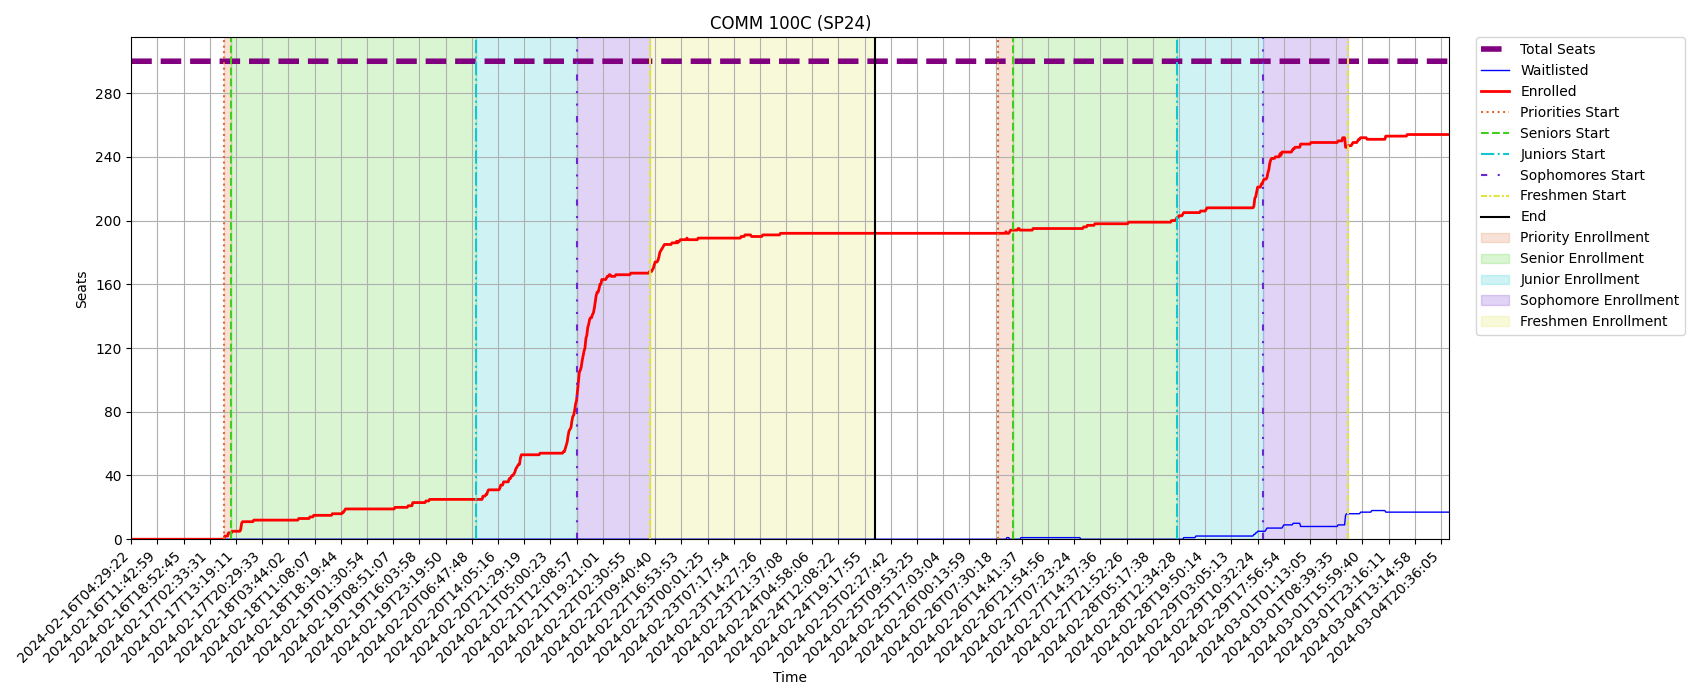 COMM 100C (SP24)
Seats
280
240
200
160
120
80
40
0
2024-02-16T04:29:22
2024-02-16T11:42:59
2024-02-16T18:52:45
2024-02-17T02:33:31
2024-02-17T13:19:11
2024-02-17T20:29:33
2024-02-18T03:44:02
2024-02-18T11:08:07
2024-02-18T18:19:44
2024-02-19T01:30:54
2024-02-19T08:51:07
2024-02-19T16:03:58
2024-02-19T23:19:50
2024-02-20T06:47:48
2024-02-20T14:05:16
2024-02-20T21:29:19
2024-02-21T05:00:23
2024-02-21T12:08:57
2024-02-21T19:21:01
2024-02-22T02:30:55
2024-02-22T09:40:40
2024-02-22T16:53:53
2024-02-23T00:01:25
2024-02-23T07:17:54
2024-02-23T14:27:26
2024-02-23T21:37:08
2024-02-24T04:58:06
2024-02-24T12:08:22
2024-02-24T19:17:55
2024-02-25T02:27:42
2024-02-25T09:53:25
2024-02-25T17:03:04
2024-02-26T00:13:59
2024-02-26T07:30:18
2024-02-26T14:41:37
2024-02-26T21:54:56
2024-02-27T07:23:24
2024-02-27T14:37:36
2024-02-27T21:52:26
2024-02-28T05:17:38
2024-02-28T12:34:28
2024-02-28T19:50:14
2024-02-29T03:05:13
2024-02-29T10:32:24
2024-02-29T17:56:54
2024-03-01T01:13:05
2024-03-01T08:39:35
2024-03-01T15:59:40
2024-03-01T23:16:11
2024-03-04T13:14:58
2024-03-04T20:36:05
Time
Total Seats
Waitlisted
Enrolled
Priorities Start
Seniors Start
Juniors Start
Sophomores Start
Freshmen Start
End
Priority Enrollment
Senior Enrollment
Junior Enrollment
Sophomore Enrollment
Freshmen Enrollment